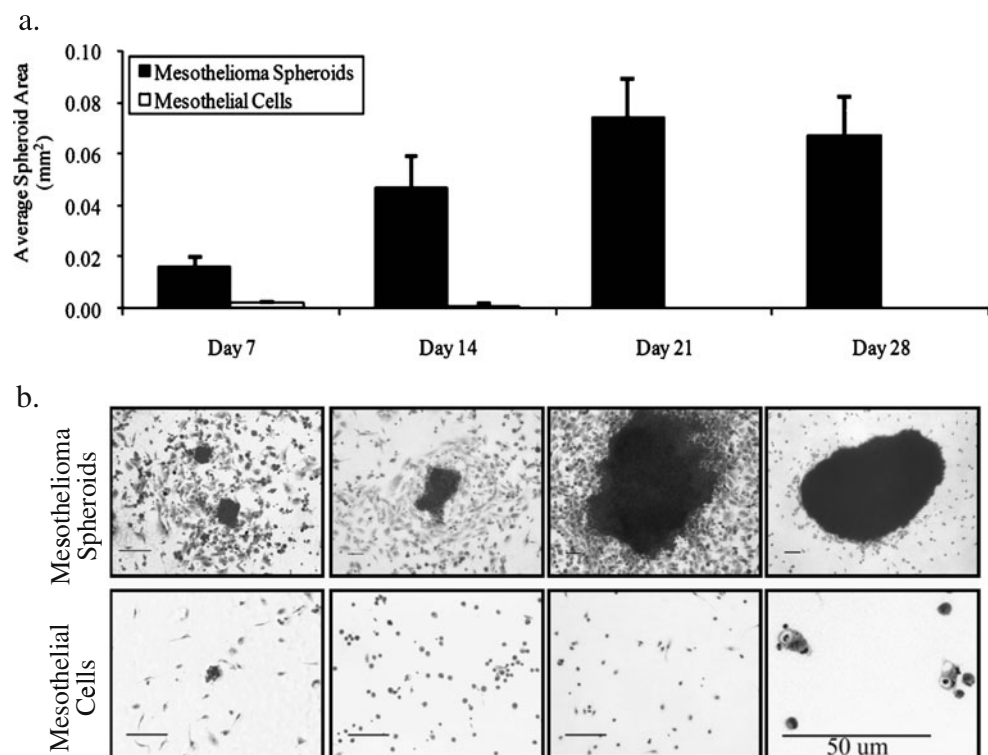 a.
Average Spheroid Area
(mm²)
0.10
0.08
0.06
0.04
0.02
0.00
Mesothelioma Spheroids
Mesothelial Cells
Day 7
Day 14
Day 21
Day 28
b.
Mesothelioma
Spheroids
Mesothelial
Cells
50 um